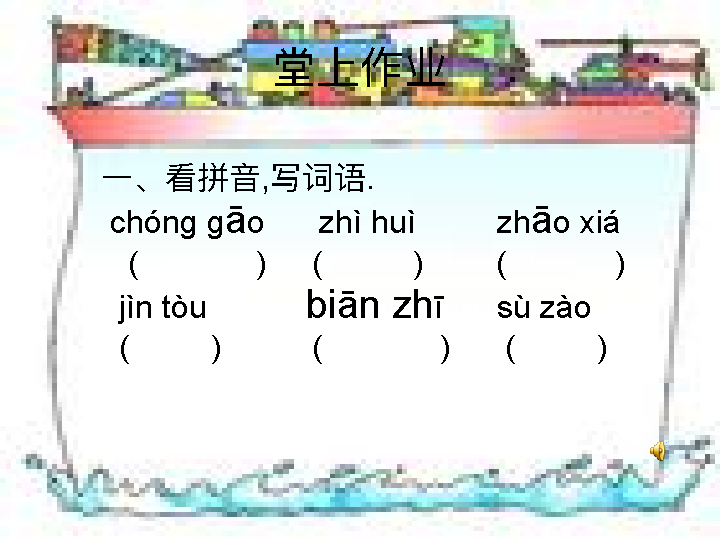 堂上作业
一、看拼音,写词语.
chóng gāo zhì huì zhāo xiá
( ) ( ) ( )
jìn tòu biān zhī sù zào
( ) ( ) ( )